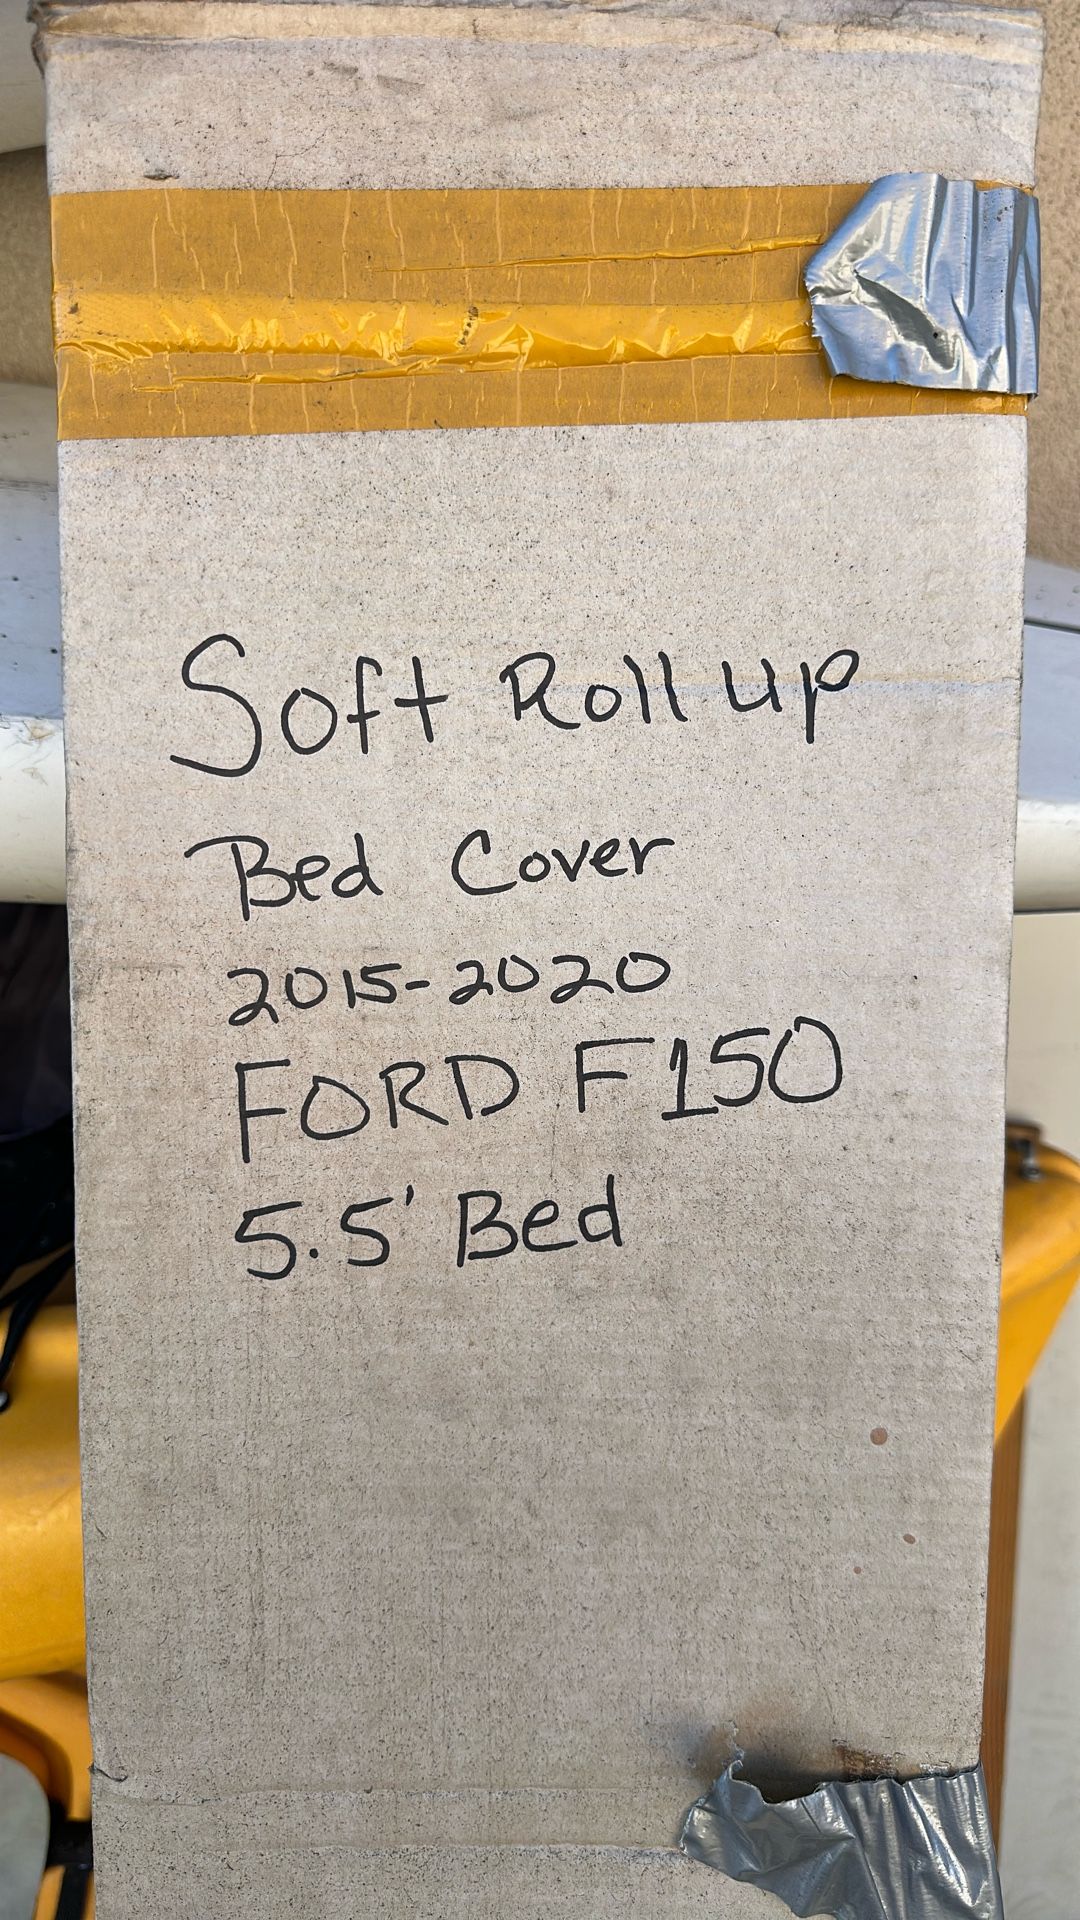 Soft Roll up
Bed Cover
2015-2020
FORD F150
5.5' Bed